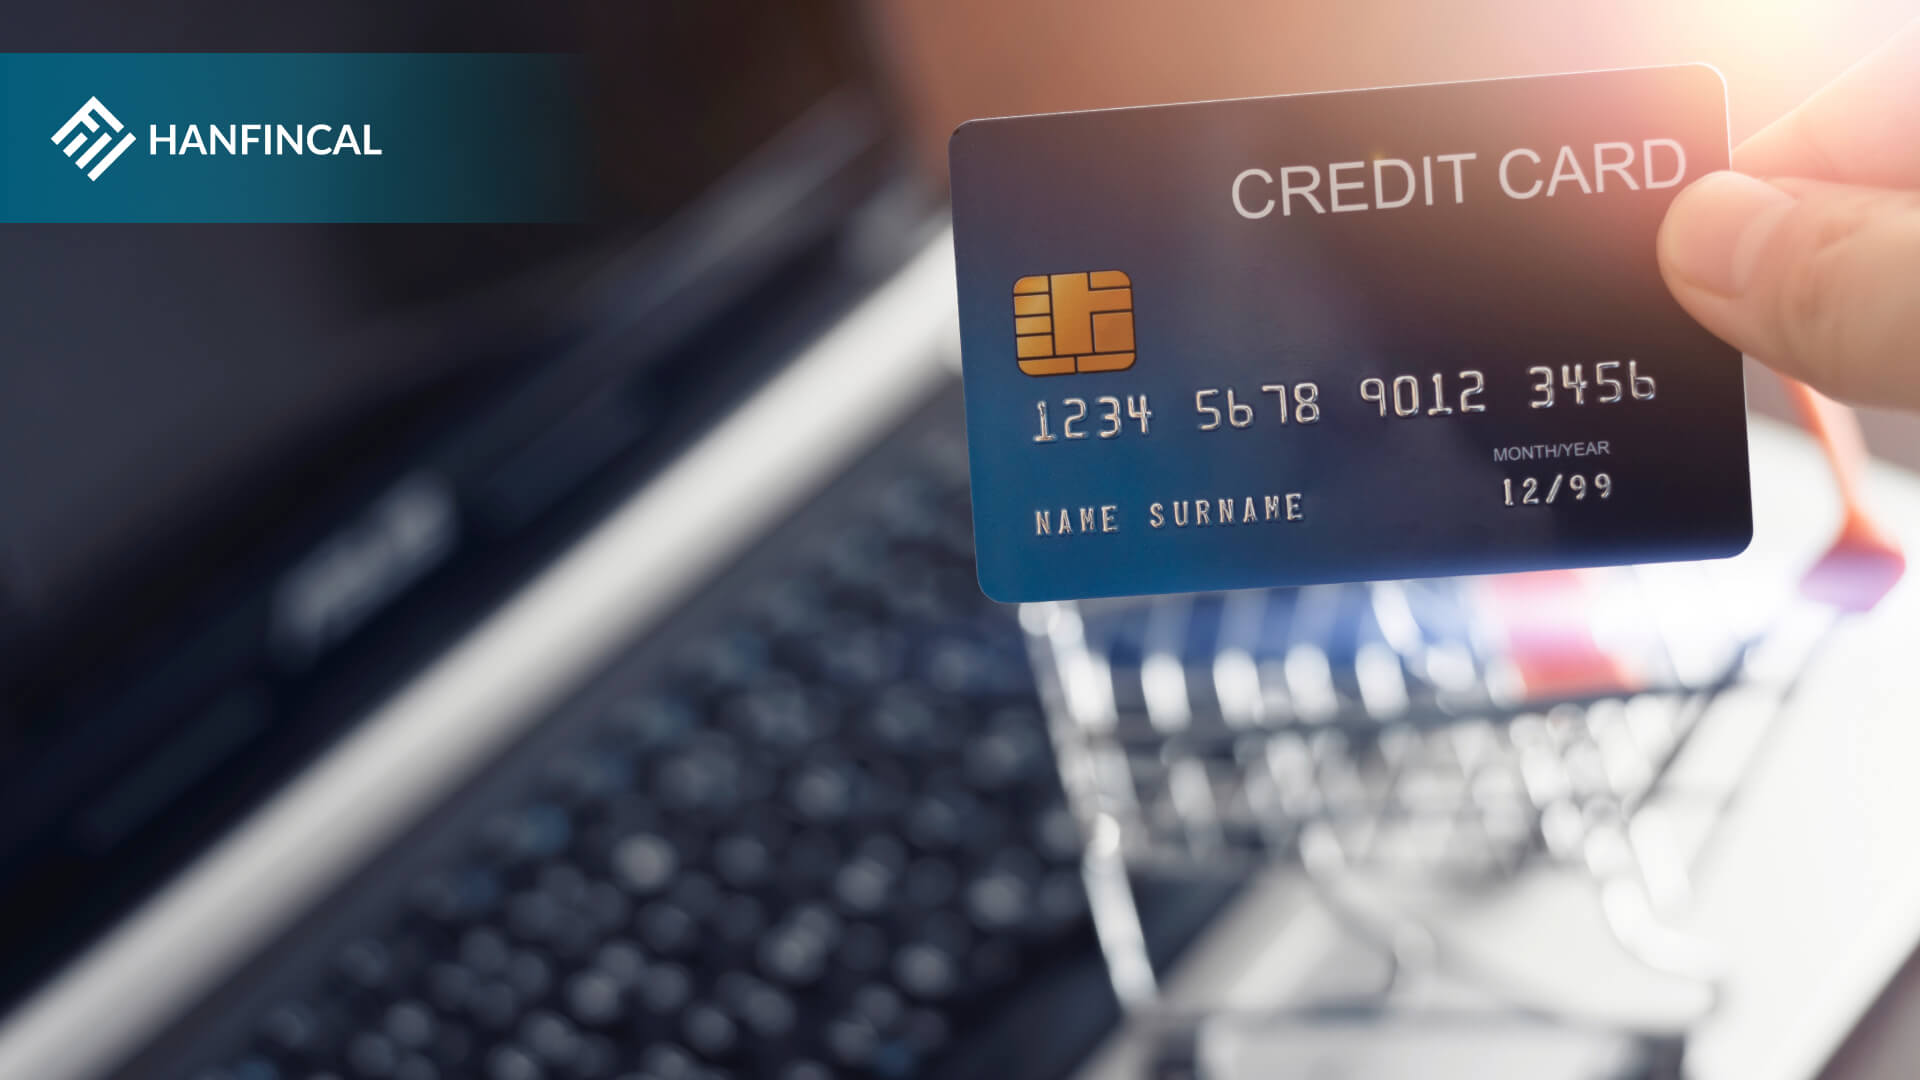 HANFINCAL
CREDIT CARD
1234 5678 9012 3456
MONTH/YEAR
12/99
NAME SURNAME